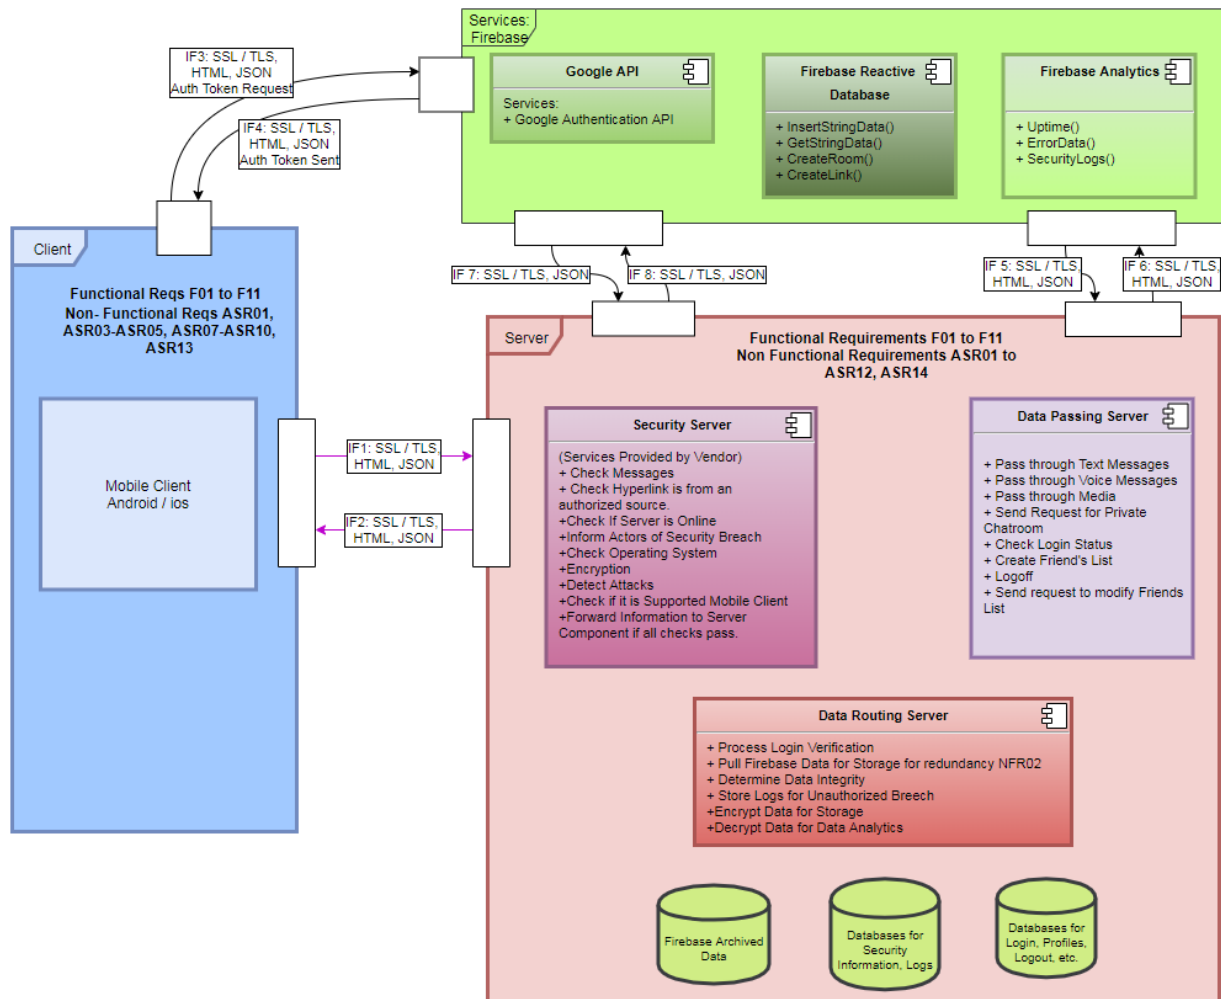 Services:
Firebase
IF3: SSL / TLS,
HTML, JSON
Auth Token Request
IF4: SSL / TLS,
HTML, JSON
Auth Token Sent
Google API
Services:
+ Google Authentication API
Firebase Reactive
Database
+ InsertStringData()
+ GetStringData()
+ CreateRoom()
+ CreateLink()
Firebase Analytics
+ Uptime()
+ ErrorData()
+ SecurityLogs()
IF 7: SSL / TLS, JSON
IF 8: SSL / TLS, JSON
IF 5: SSL / TLS,
HTML, JSON
IF 6: SSL / TLS,
HTML, JSON
Client
Functional Reqs F01 to F11
Non- Functional Reqs ASR01,
ASR03-ASR05, ASR07-ASR10,
ASR13
Mobile Client
Android / ios
IF1: SSL / TLS,
HTML, JSON
IF2: SSL / TLS,
HTML, JSON
Server
Functional Requirements F01 to F11
Non Functional Requirements ASR01 to
ASR12, ASR14
Security Server
(Services Provided by Vendor)
+ Check Messages
+ Check Hyperlink is from an
authorized source.
+Check If Server is Online
+Inform Actors of Security Breach
+Check Operating System
+Encryption
+Detect Attacks
+Check if it is Supported Mobile Client
+Forward Information to Server
Component if all checks pass.
Data Passing Server
+ Pass through Text Messages
+ Pass through Voice Messages
+ Pass through Media
+ Send Request for Private
Chatroom
+ Check Login Status
+ Create Friend's List
+ Logoff
+ Send request to modify Friends
List
Data Routing Server
+ Process Login Verification
+ Pull Firebase Data for Storage for redundancy NFR02
+ Determine Data Integrity
+ Store Logs for Unauthorized Breech
+Encrypt Data for Storage
+Decrypt Data for Data Analytics
Firebase Archived
Data
Databases for
Security
Information, Logs
Databases for
Login, Profiles,
Logout, etc.